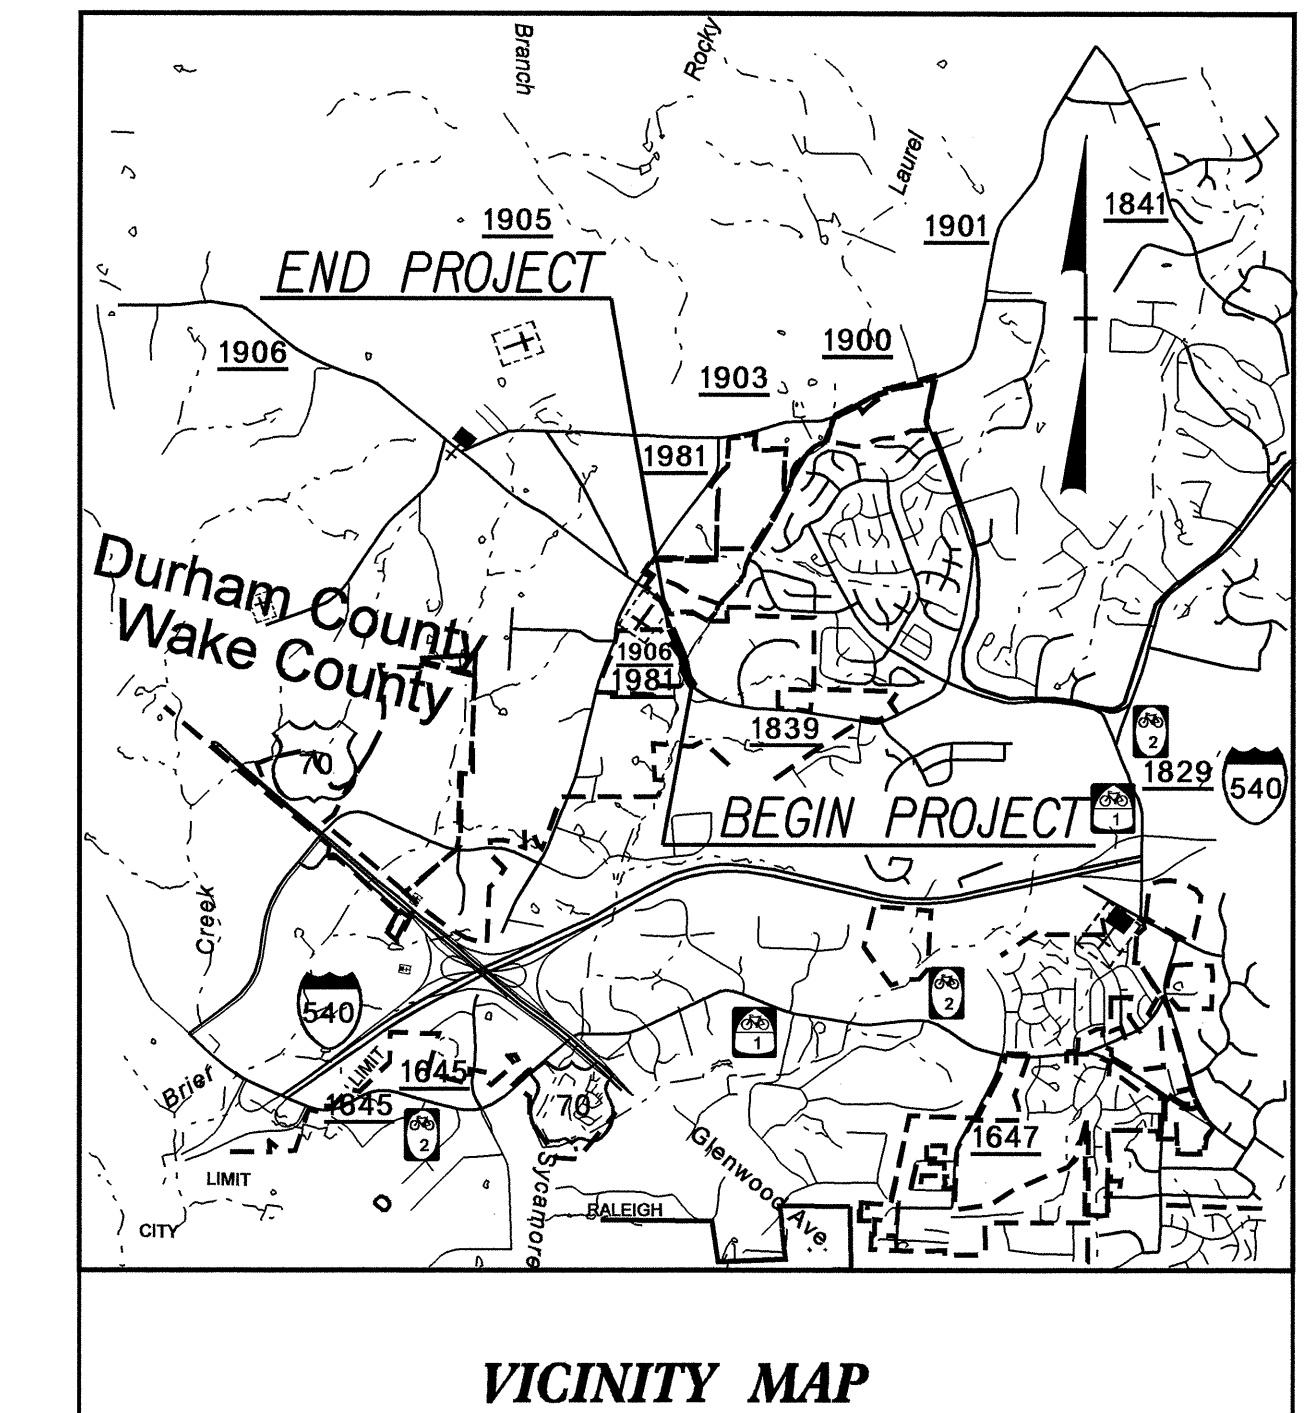 Branch
Rocky
Laurel
1841
1905
1901
END PROJECT
1900
1906
1903
1981
Durham County
Wake County
1906
1981
1839
2
1829
540
70
1
BEGIN PROJECT
Creek
540
2
1
LIMIT
1645
Brier
1645
2
70
Glenwood Ave.
1647
Sycamore
LIMIT
RALEIGH
CITY
VICINITY MAP